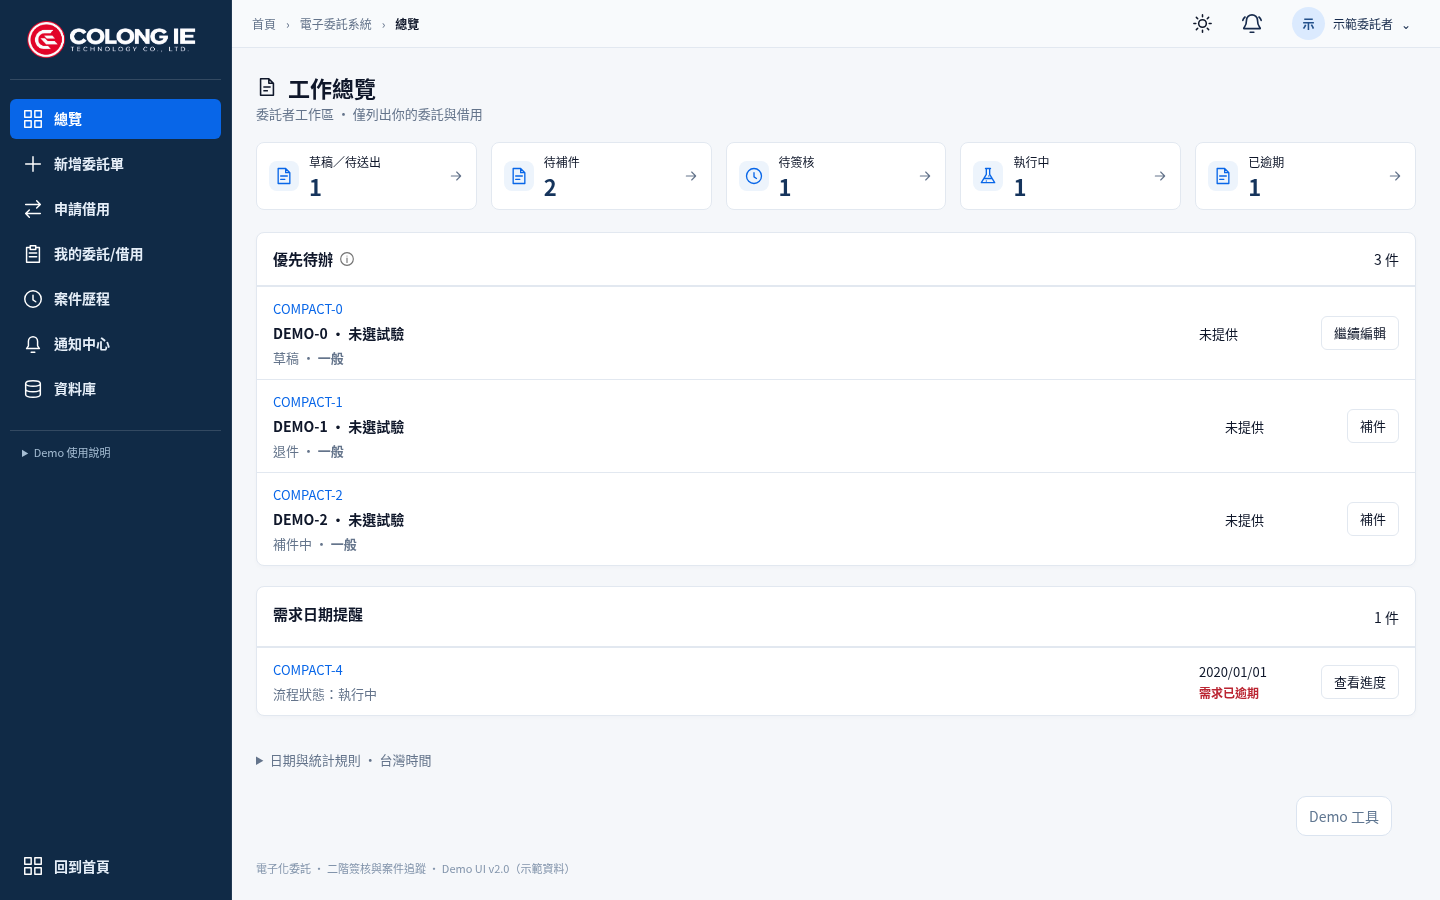 COLONG IE
TECHNOLOGY CO., LTD.
總覽
新增委託單
申請借用
我的委託/借用
案件歷程
通知中心
資料庫
Demo 使用說明
回到首頁
首頁 › 電子委託系統 › 總覽
示 示範委託者
工作總覽
委託者工作區 • 僅列出你的委託與借用
草稿／待送出
1
待補件
2
待簽核
1
執行中
1
已逾期
1
優先待辦
3 件
COMPACT-0
DEMO-0 • 未選試驗
草稿 • 一般
未提供
繼續編輯
COMPACT-1
DEMO-1 • 未選試驗
退件 • 一般
未提供
補件
COMPACT-2
DEMO-2 • 未選試驗
補件中 • 一般
未提供
補件
需求日期提醒
1 件
COMPACT-4
流程狀態：執行中
2020/01/01
需求已逾期
查看進度
日期與統計規則 • 台灣時間
Demo 工具
電子化委託 • 二階簽核與案件追蹤 • Demo UI v2.0（示範資料）